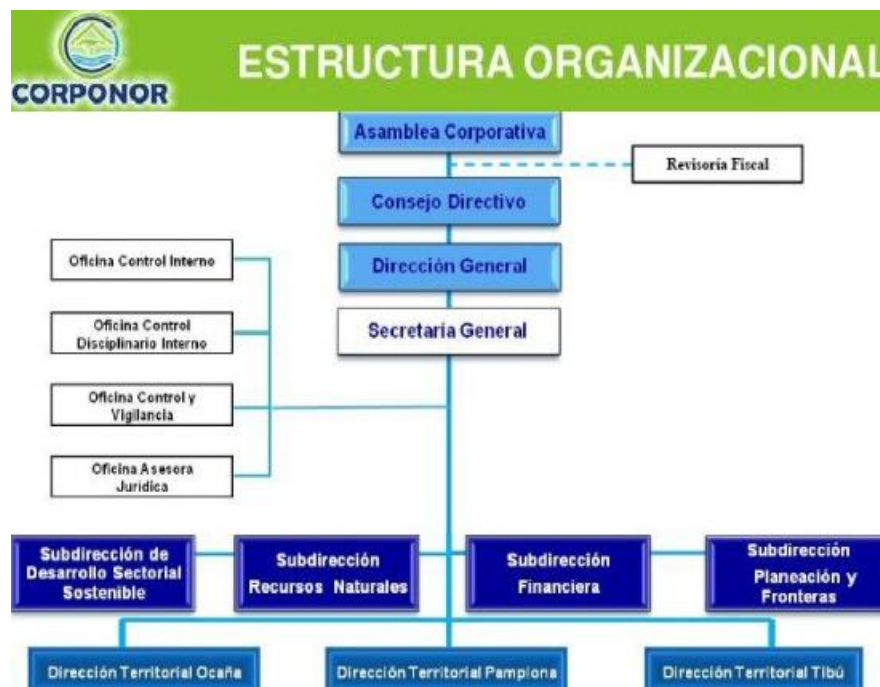 CORPONOR
ESTRUCTURA ORGANIZACIONAL
Asamblea Corporativa
Revisoría Fiscal
Consejo Directivo
Dirección General
Secretaría General
Oficina Control Interno
Oficina Control
Disciplinario Interno
Oficina Control y
Vigilancia
Oficina Asesora
Jurídica
Subdirección de
Desarrollo Sectorial
Sostenible
Subdirección
Recursos Naturales
Subdirección
Financiera
Subdirección
Planeación y
Fronteras
Dirección Territorial Ocaña
Dirección Territorial Pamplona
Dirección Territorial Tibú